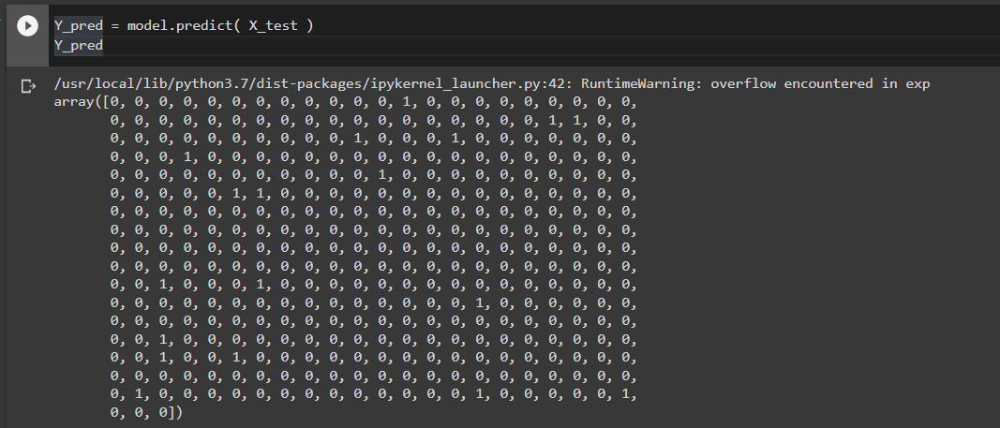 Y_pred = model.predict( X_test )
Y_pred
/usr/local/lib/python3.7/dist-packages/ipykernel_launcher.py:42: RuntimeWarning: overflow encountered in exp
array([0, 0, 0, 0, 0, 0, 0, 0, 0, 0, 0, 0, 1, 0, 0, 0, 0, 0, 0, 0, 0, 0,
0, 0, 0, 0, 0, 0, 0, 0, 0, 0, 0, 0, 0, 0, 0, 0, 0, 0, 1, 1, 0, 0,
0, 0, 0, 0, 0, 0, 0, 0, 0, 0, 1, 0, 0, 0, 1, 0, 0, 0, 0, 0, 0, 0,
0, 0, 0, 1, 0, 0, 0, 0, 0, 0, 0, 0, 0, 0, 0, 0, 0, 0, 0, 0, 0, 0,
0, 0, 0, 0, 0, 0, 0, 0, 0, 0, 0, 1, 0, 0, 0, 0, 0, 0, 0, 0, 0, 0,
0, 0, 0, 0, 0, 1, 1, 0, 0, 0, 0, 0, 0, 0, 0, 0, 0, 0, 0, 0, 0, 0,
0, 0, 0, 0, 0, 0, 0, 0, 0, 0, 0, 0, 0, 0, 0, 0, 0, 0, 0, 0, 0, 0,
0, 0, 0, 0, 0, 0, 0, 0, 0, 0, 0, 0, 0, 0, 0, 0, 0, 0, 0, 0, 0, 0,
0, 0, 0, 0, 0, 0, 0, 0, 0, 0, 0, 0, 0, 0, 0, 0, 0, 0, 0, 0, 0, 0,
0, 0, 0, 0, 0, 0, 0, 0, 0, 0, 0, 0, 0, 0, 0, 0, 0, 0, 0, 0, 0, 0,
0, 0, 1, 0, 0, 0, 1, 0, 0, 0, 0, 0, 0, 0, 0, 0, 0, 0, 0, 0, 0, 0,
0, 0, 0, 0, 0, 0, 0, 0, 0, 0, 0, 0, 0, 0, 0, 1, 0, 0, 0, 0, 0, 0,
0, 0, 0, 0, 0, 0, 0, 0, 0, 0, 0, 0, 0, 0, 0, 0, 0, 0, 0, 0, 0, 0,
0, 0, 1, 0, 0, 0, 0, 0, 0, 0, 0, 0, 0, 0, 0, 0, 0, 0, 0, 0, 0, 0,
0, 0, 1, 0, 0, 1, 0, 0, 0, 0, 0, 0, 0, 0, 0, 0, 0, 0, 0, 0, 0, 0,
0, 0, 0, 0, 0, 0, 0, 0, 0, 0, 0, 0, 0, 0, 0, 0, 0, 0, 0, 0, 0, 0,
0, 1, 0, 0, 0, 0, 0, 0, 0, 0, 0, 0, 0, 0, 0, 1, 0, 0, 0, 0, 0, 1,
0, 0, 0])